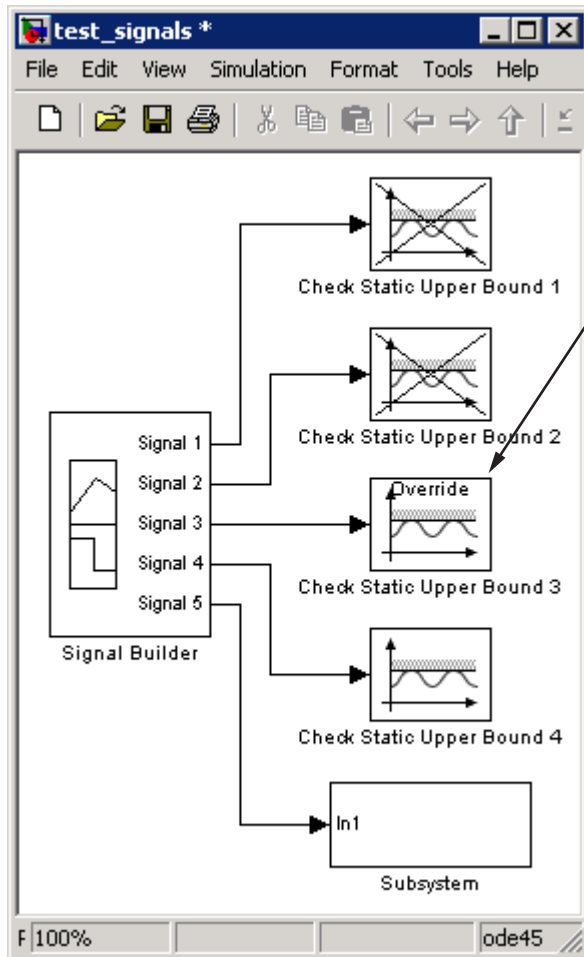 test_signals *
File Edit View Simulation Format Tools Help
Check Static Upper Bound 1
Check Static Upper Bound 2
Signal 1
Signal 2
Signal 3
Signal 4
Signal 5
Signal Builder
Override
Check Static Upper Bound 3
Check Static Upper Bound 4
In1
Subsystem
F 100% ode45